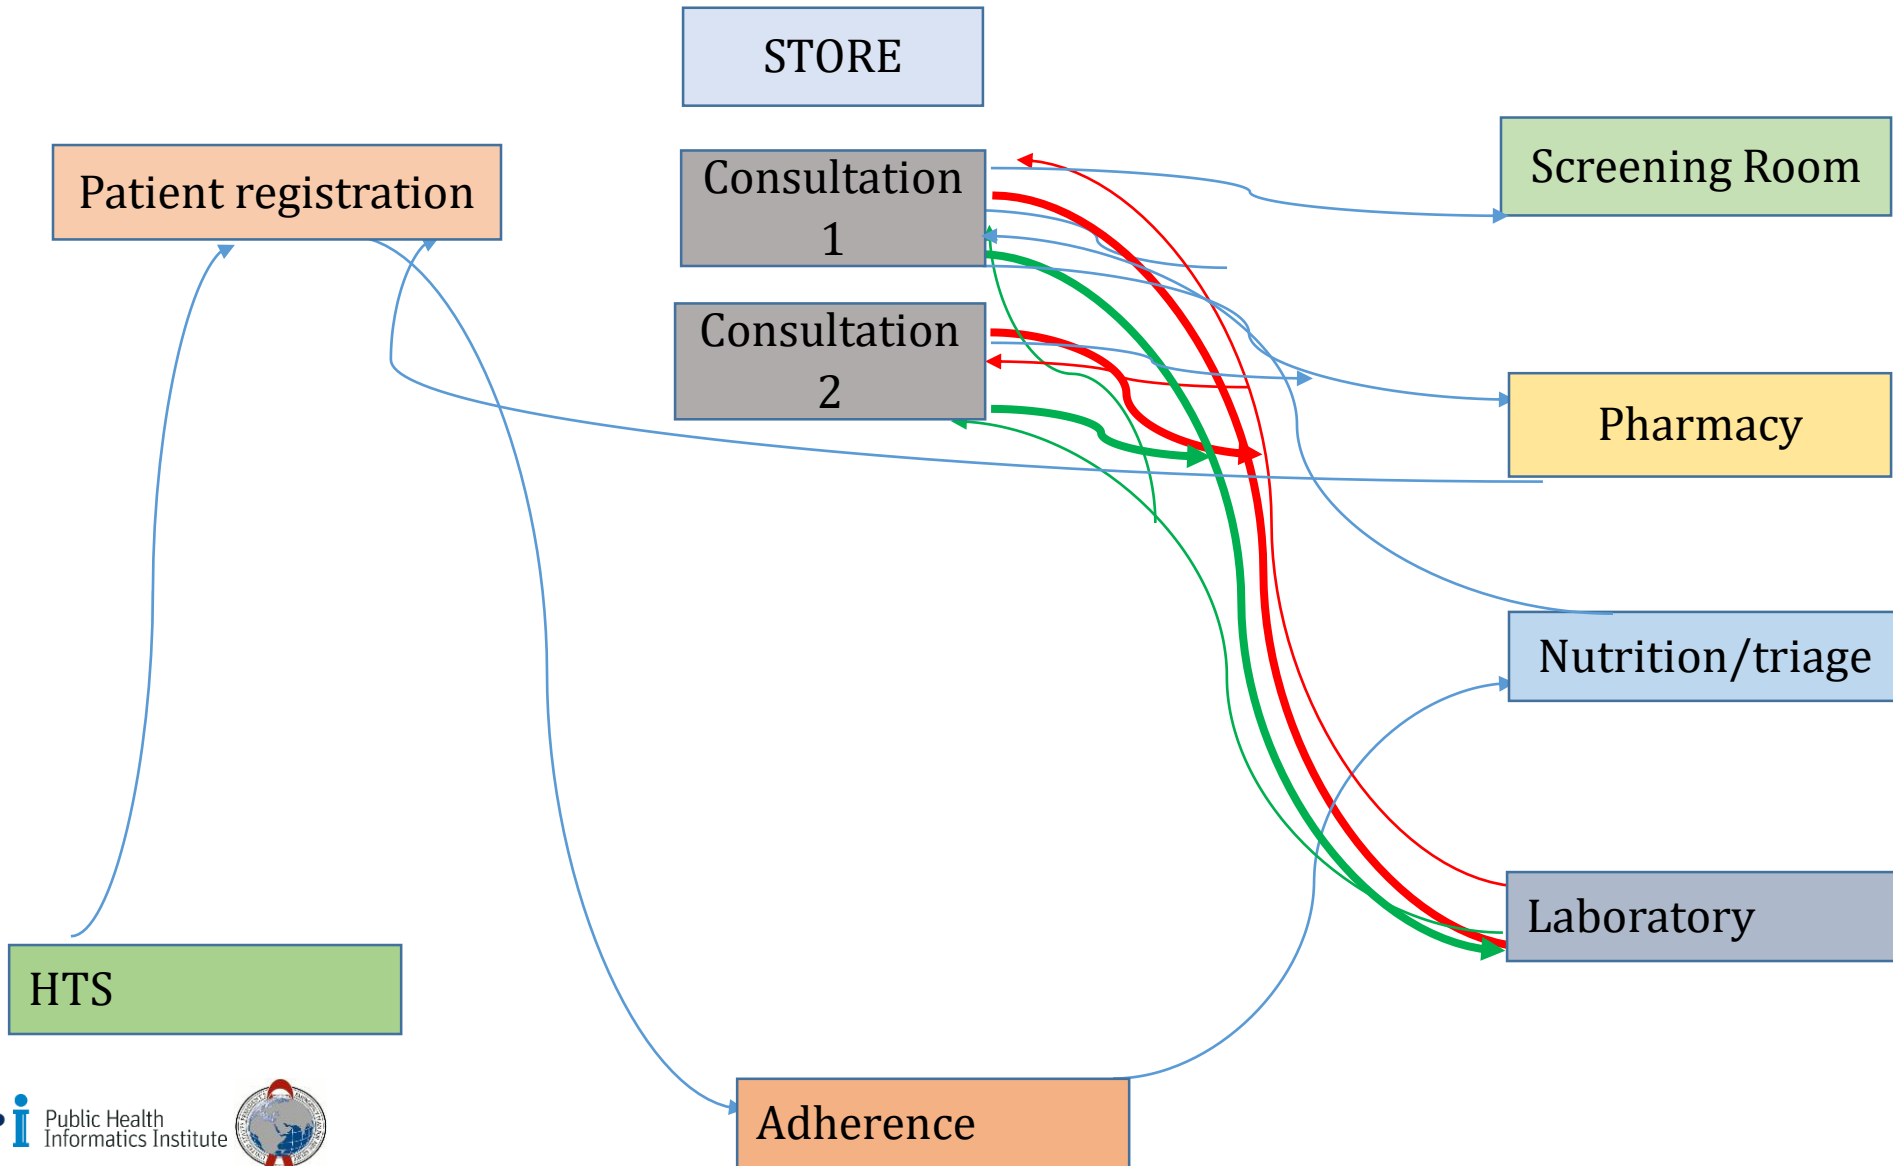 STORE
Patient registration
Consultation
1
Screening Room
Consultation
2
Pharmacy
Nutrition/triage
Laboratory
HTS
Adherence
Public Health
Informatics Institute